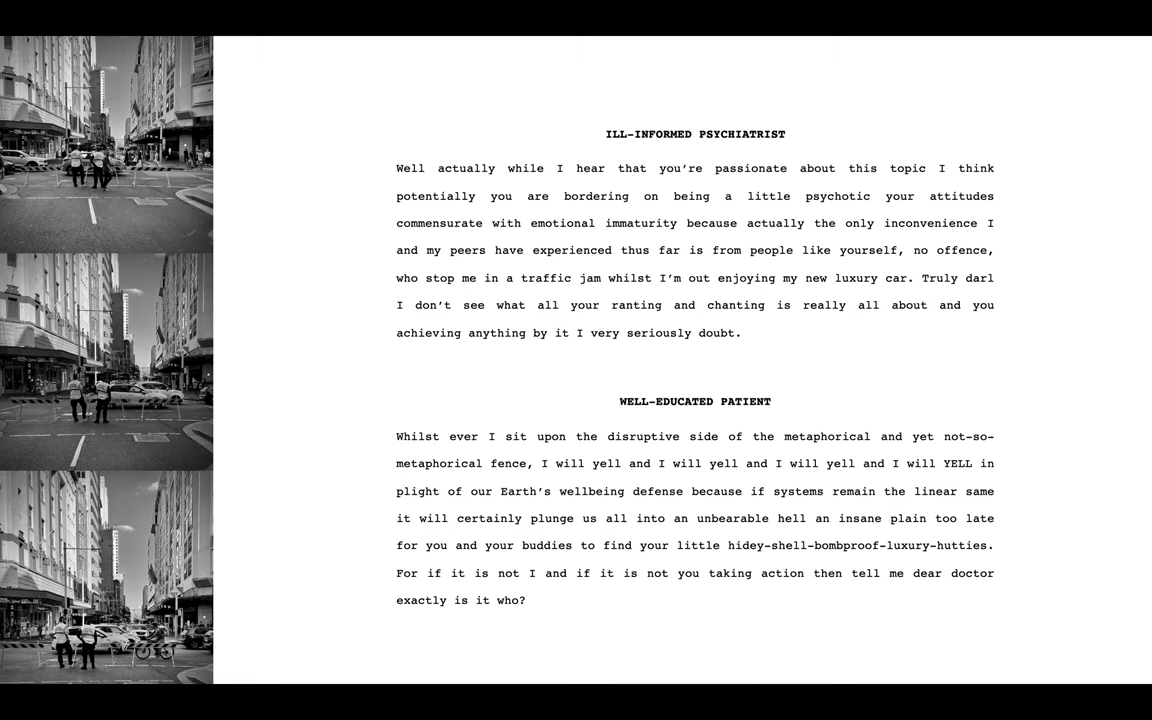 ILL-INFORMED PSYCHIATRIST
Well actually while I hear that you’re passionate about this topic I think
potentially you are bordering on being a little psychotic your attitudes
commensurate with emotional immaturity because actually the only inconvenience I
and my peers have experienced thus far is from people like yourself, no offence,
who stop me in a traffic jam whilst I’m out enjoying my new luxury car. Truly darl
I don’t see what all your ranting and chanting is really all about and you
achieving anything by it I very seriously doubt.
WELL-EDUCATED PATIENT
Whilst ever I sit upon the disruptive side of the metaphorical and yet not-so-
metaphorical fence, I will yell and I will yell and I will yell and I will YELL in
plight of our Earth’s wellbeing defense because if systems remain the linear same
it will certainly plunge us all into an unbearable hell an insane plain too late
for you and your buddies to find your little hidey-shell-bombproof-luxury-hutties.
For if it is not I and if it is not you taking action then tell me dear doctor
exactly is it who?